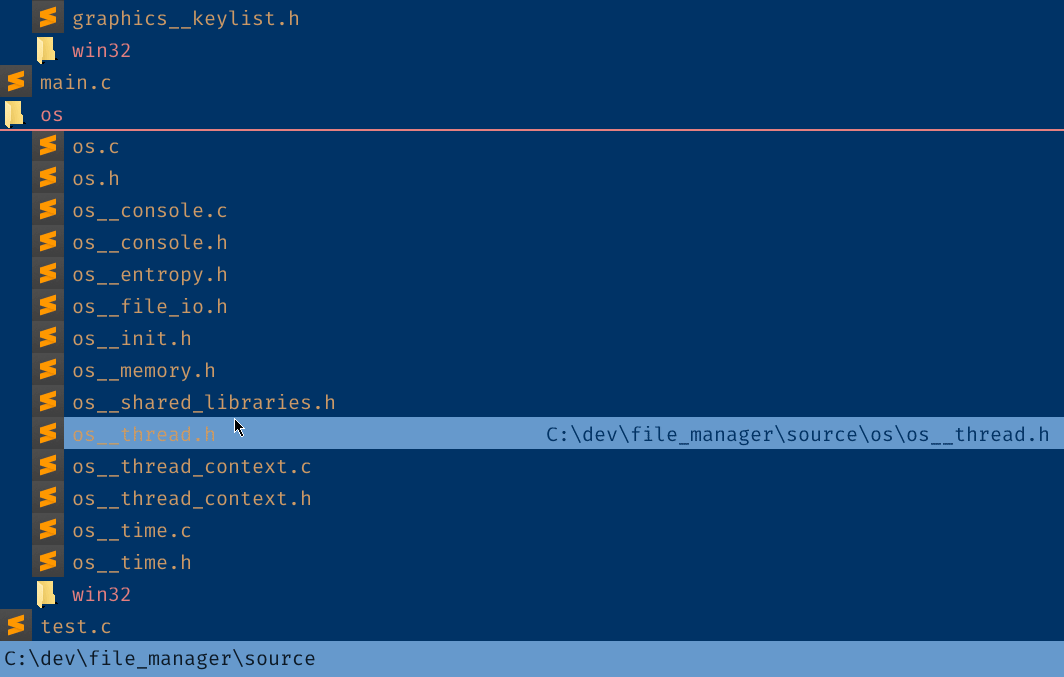 graphics__keylist.h
win32
main.c
os
os.c
os.h
os__console.c
os__console.h
os__entropy.h
os__file_io.h
os__init.h
os__memory.h
os__shared_libraries.h
os__thread.h C:\dev\file_manager\source\os\os__thread.h
os__thread_context.c
os__thread_context.h
os__time.c
os__time.h
win32
test.c
C:\dev\file_manager\source